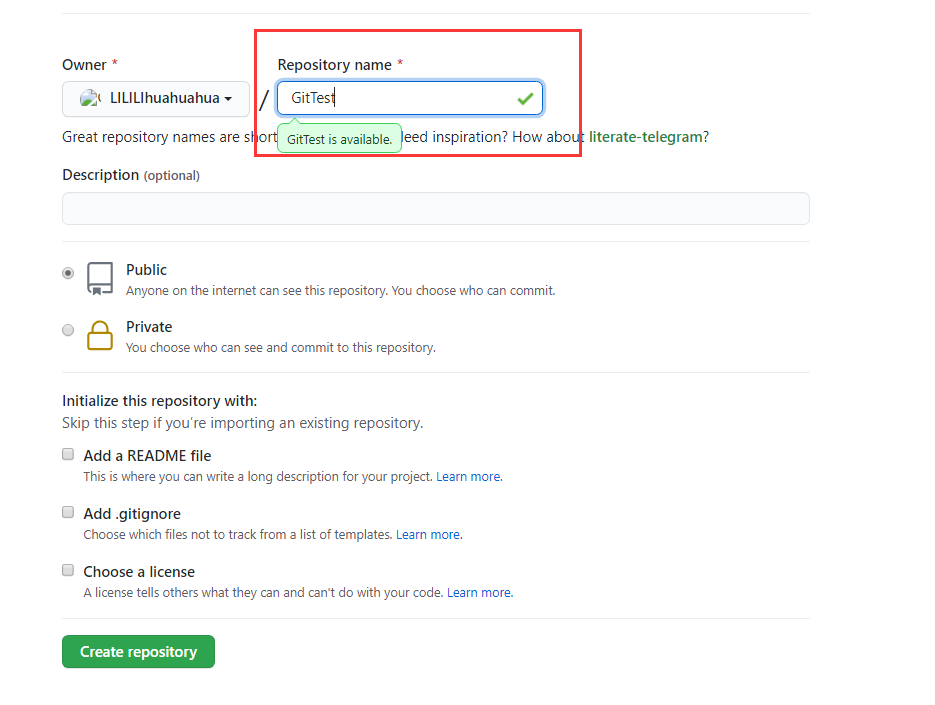 Owner *
Repository name *
LILILIhuahuahua
/
GitTest
Great repository names are short
GitTest is available.
eed inspiration? How about literate-telegram?
Description (optional)
Public
Anyone on the internet can see this repository. You choose who can commit.
Private
You choose who can see and commit to this repository.
Initialize this repository with:
Skip this step if you’re importing an existing repository.
Add a README file
This is where you can write a long description for your project. Learn more.
Add .gitignore
Choose which files not to track from a list of templates. Learn more.
Choose a license
A license tells others what they can and can't do with your code. Learn more.
Create repository